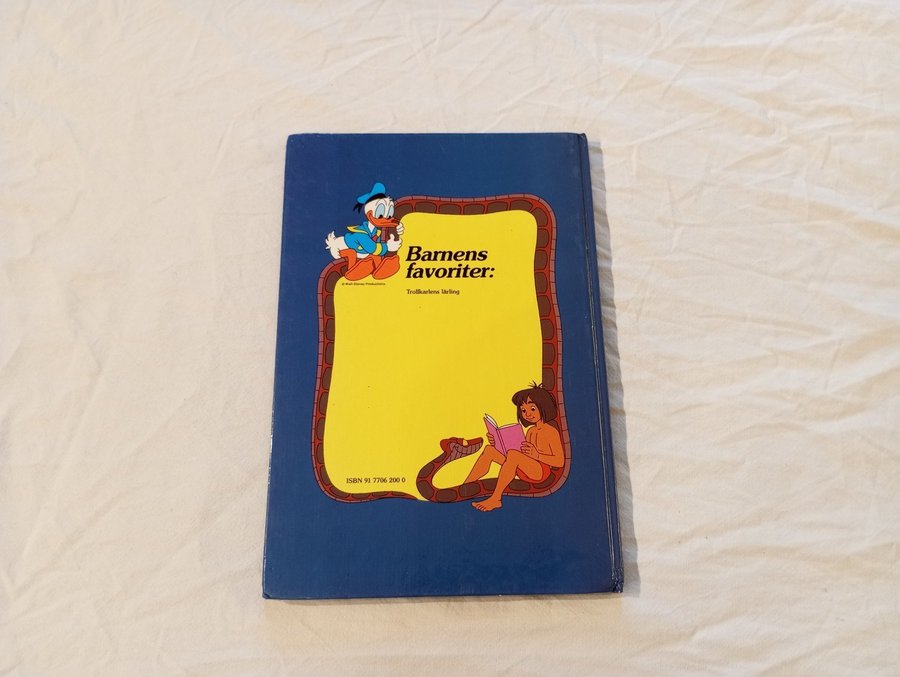 Barnens
favoriter:
© Walt Disney Productions
Trollkarlens lärling
ISBN 91 7706 200 0